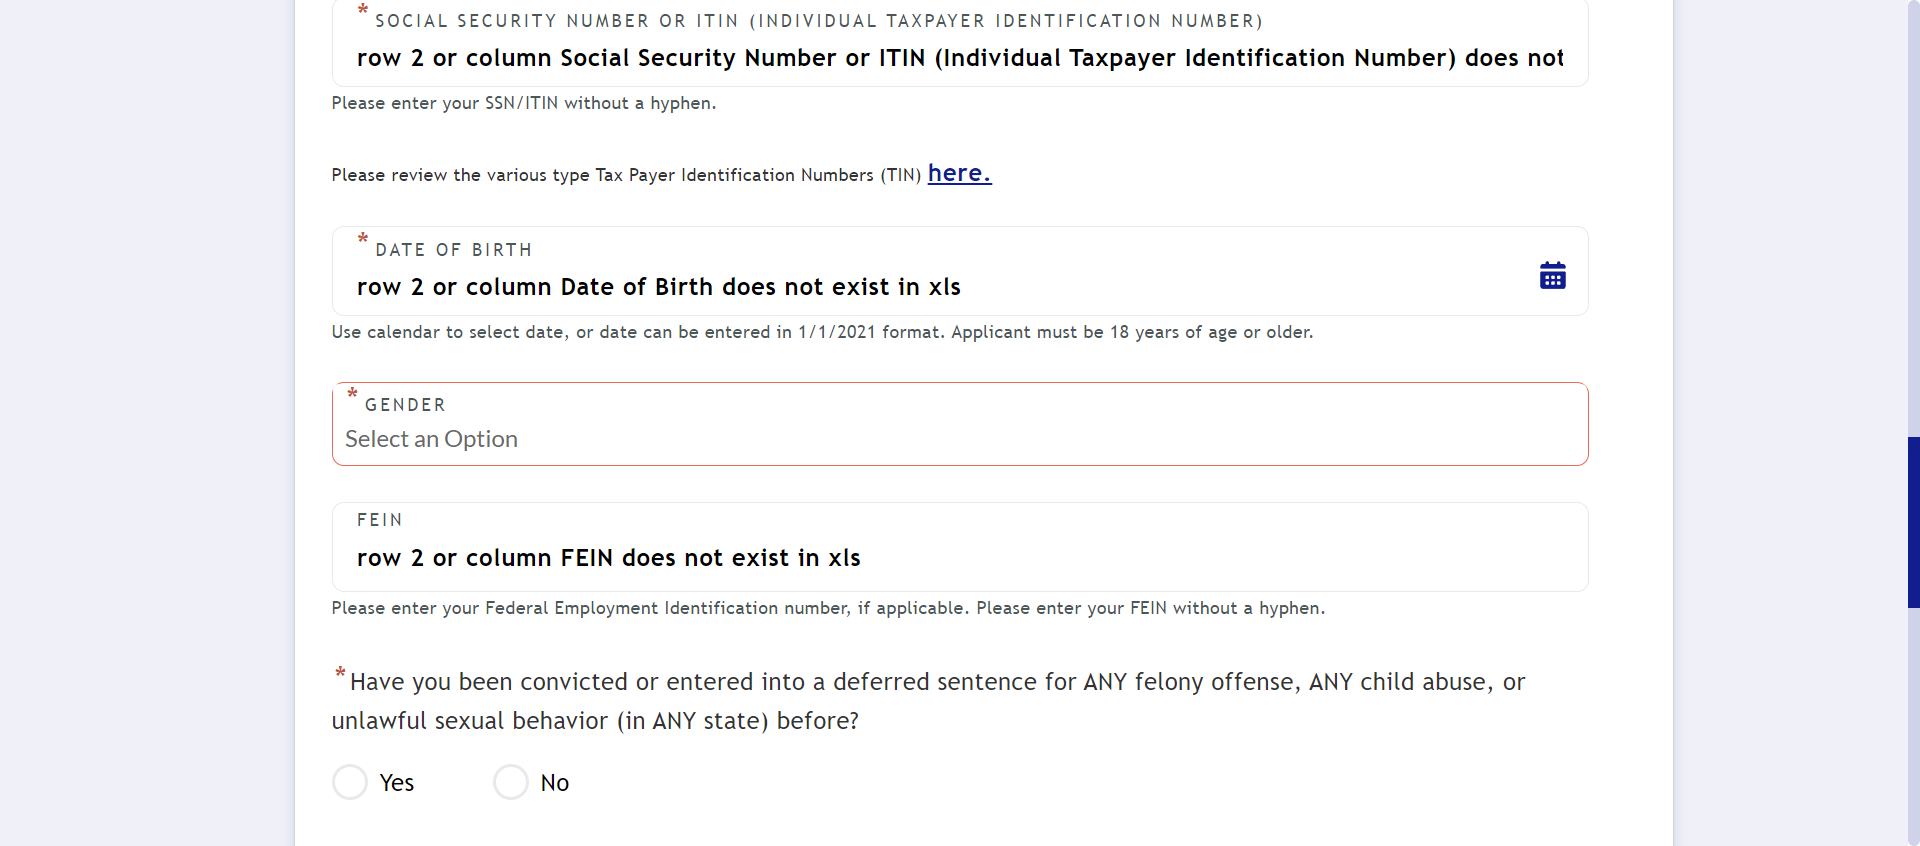 * SOCIAL SECURITY NUMBER OR ITIN (INDIVIDUAL TAXPAYER IDENTIFICATION NUMBER)
row 2 or column Social Security Number or ITIN (Individual Taxpayer Identification Number) does not
Please enter your SSN/ITIN without a hyphen.
Please review the various type Tax Payer Identification Numbers (TIN) here.
* DATE OF BIRTH
row 2 or column Date of Birth does not exist in xls
Use calendar to select date, or date can be entered in 1/1/2021 format. Applicant must be 18 years of age or older.
* GENDER
Select an Option
FEIN
row 2 or column FEIN does not exist in xls
Please enter your Federal Employment Identification number, if applicable. Please enter your FEIN without a hyphen.
* Have you been convicted or entered into a deferred sentence for ANY felony offense, ANY child abuse, or
unlawful sexual behavior (in ANY state) before?
Yes No